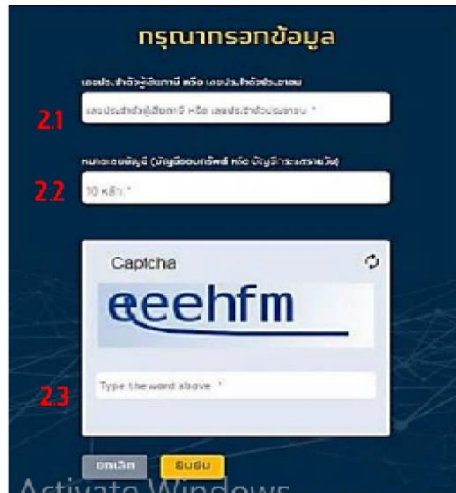 กรุณากรอกข้อมูล
เลขประจำตัวผู้เสียภาษี หรือ เลขประจำตัวประชาชน
2.1
เลขประจำตัวผู้เสียภาษี หรือ เลขประจำตัวประชาชน *
หมายเลขบัญชี (บัญชีออมทรัพย์ หรือ บัญชีกระแสรายวัน)
2.2
10 หลัก *
Captcha
eeehfm
2.3
Type the word above *
ยกเลิก ยืนยัน
Activate Windows